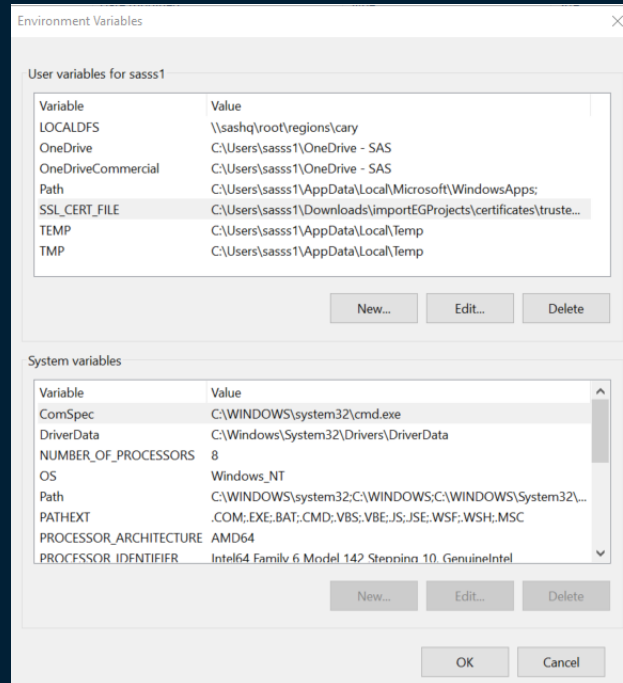 Environment Variables
User variables for sasss1
Variable Value
LOCALDFS \\sashq\root\regions\cary
OneDrive C:\Users\sasss1\OneDrive - SAS
OneDriveCommercial C:\Users\sasss1\OneDrive - SAS
Path C:\Users\sasss1\AppData\Local\Microsoft\WindowsApps;
SSL_CERT_FILE C:\Users\sasss1\Downloads\importEGProjects\certificates\truste...
TEMP C:\Users\sasss1\AppData\Local\Temp
TMP C:\Users\sasss1\AppData\Local\Temp
New... Edit... Delete
System variables
Variable Value
ComSpec C:\WINDOWS\system32\cmd.exe
DriverData C:\Windows\System32\Drivers\DriverData
NUMBER_OF_PROCESSORS 8
OS Windows_NT
Path C:\WINDOWS\system32;C:\WINDOWS;C:\WINDOWS\System32\...
PATHEXT .COM;.EXE;.BAT;.CMD;.VBS;.VBE;.JS;.JSE;.WSF;.WSH;.MSC
PROCESSOR_ARCHITECTURE AMD64
PROCESSOR_IDENTIFIER Intel64 Family 6 Model 142 Stepping 10, GenuineIntel
New... Edit... Delete
OK Cancel